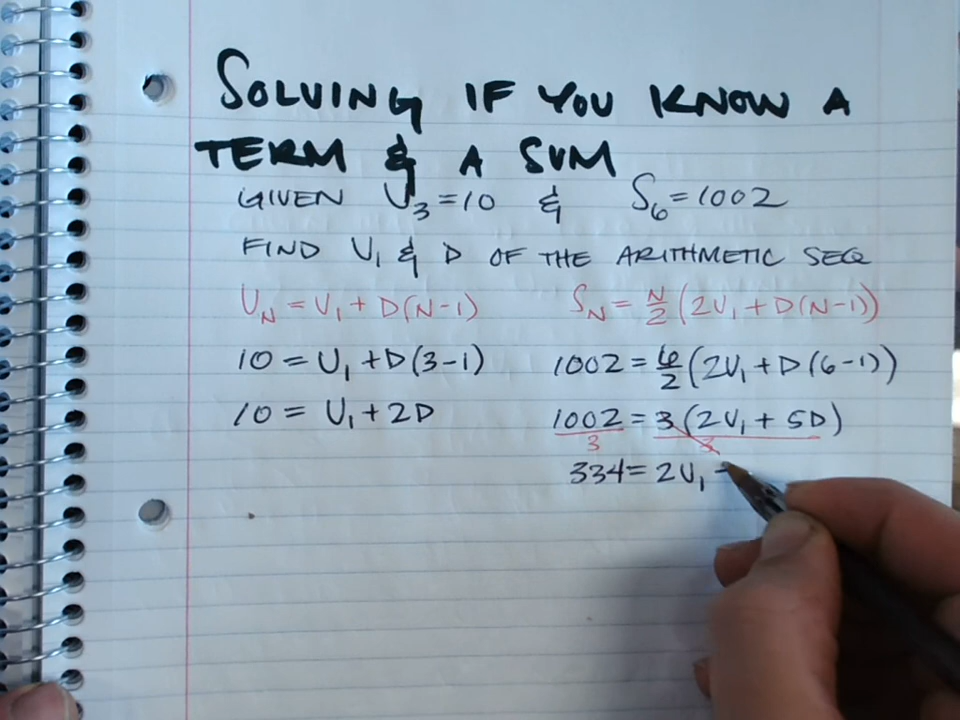 SOLVING IF YOU KNOW A
TERM & A SUM
GIVEN U₃=10 & S₆=1002
FIND U₁ & D OF THE ARITHMETIC SEQ
U_N = U₁ + D(N-1) S_N = N/2 (2U₁ + D(N-1))
10 = U₁ + D(3-1) 1002 = 6/2 (2U₁ + D(6-1))
10 = U₁ + 2D 1002/3 = 3(2U₁ + 5D)/3
334 = 2U₁ -